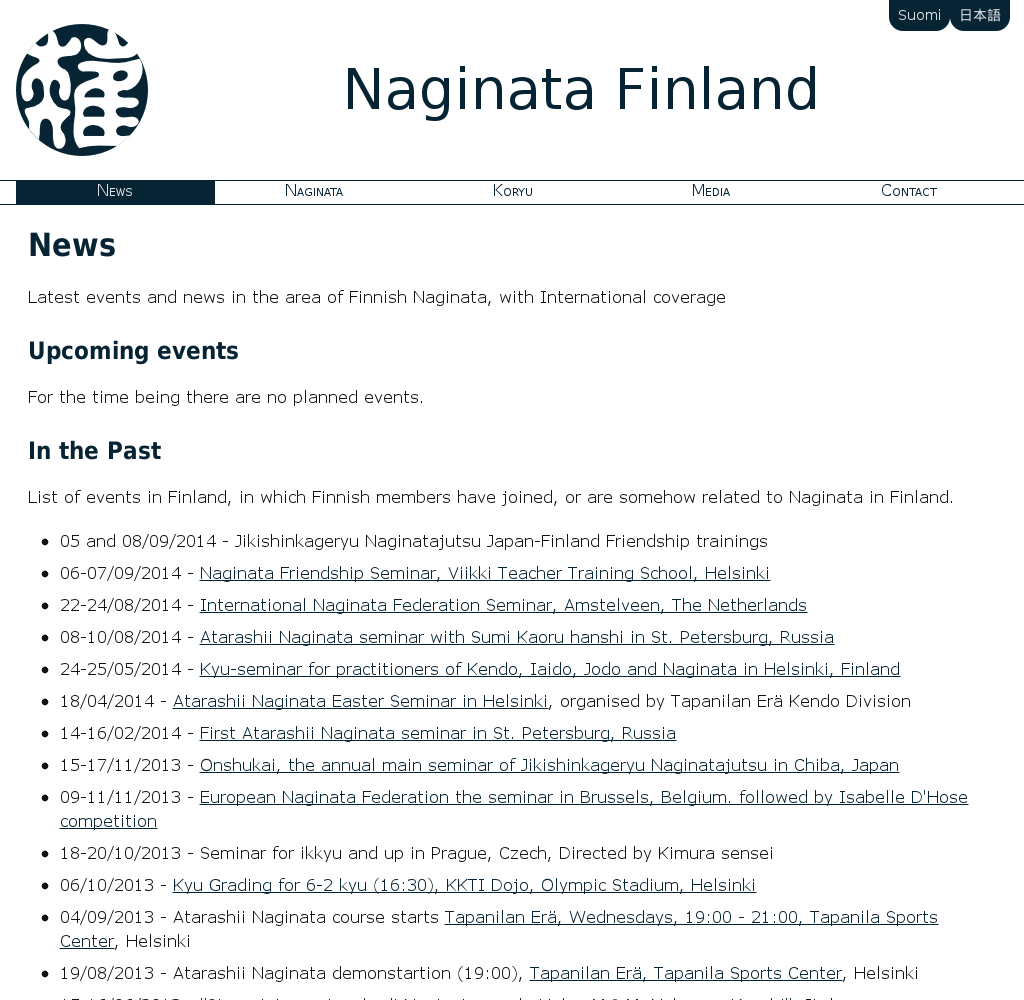 Suomi 日本語
Naginata Finland
News Naginata Koryu Media Contact
News
Latest events and news in the area of Finnish Naginata, with International coverage
Upcoming events
For the time being there are no planned events.
In the Past
List of events in Finland, in which Finnish members have joined, or are somehow related to Naginata in Finland.
05 and 08/09/2014 - Jikishinkageryu Naginatajutsu Japan-Finland Friendship trainings
06-07/09/2014 - Naginata Friendship Seminar, Viikki Teacher Training School, Helsinki
22-24/08/2014 - International Naginata Federation Seminar, Amstelveen, The Netherlands
08-10/08/2014 - Atarashii Naginata seminar with Sumi Kaoru hanshi in St. Petersburg, Russia
24-25/05/2014 - Kyu-seminar for practitioners of Kendo, Iaido, Jodo and Naginata in Helsinki, Finland
18/04/2014 - Atarashii Naginata Easter Seminar in Helsinki, organised by Tapanilan Erä Kendo Division
14-16/02/2014 - First Atarashii Naginata seminar in St. Petersburg, Russia
15-17/11/2013 - Onshukai, the annual main seminar of Jikishinkageryu Naginatajutsu in Chiba, Japan
09-11/11/2013 - European Naginata Federation the seminar in Brussels, Belgium. followed by Isabelle D'Hose
competition
18-20/10/2013 - Seminar for ikkyu and up in Prague, Czech, Directed by Kimura sensei
06/10/2013 - Kyu Grading for 6-2 kyu (16:30), KKTI Dojo, Olympic Stadium, Helsinki
04/09/2013 - Atarashii Naginata course starts Tapanilan Erä, Wednesdays, 19:00 - 21:00, Tapanila Sports
Center, Helsinki
19/08/2013 - Atarashii Naginata demonstartion (19:00), Tapanilan Erä, Tapanila Sports Center, Helsinki